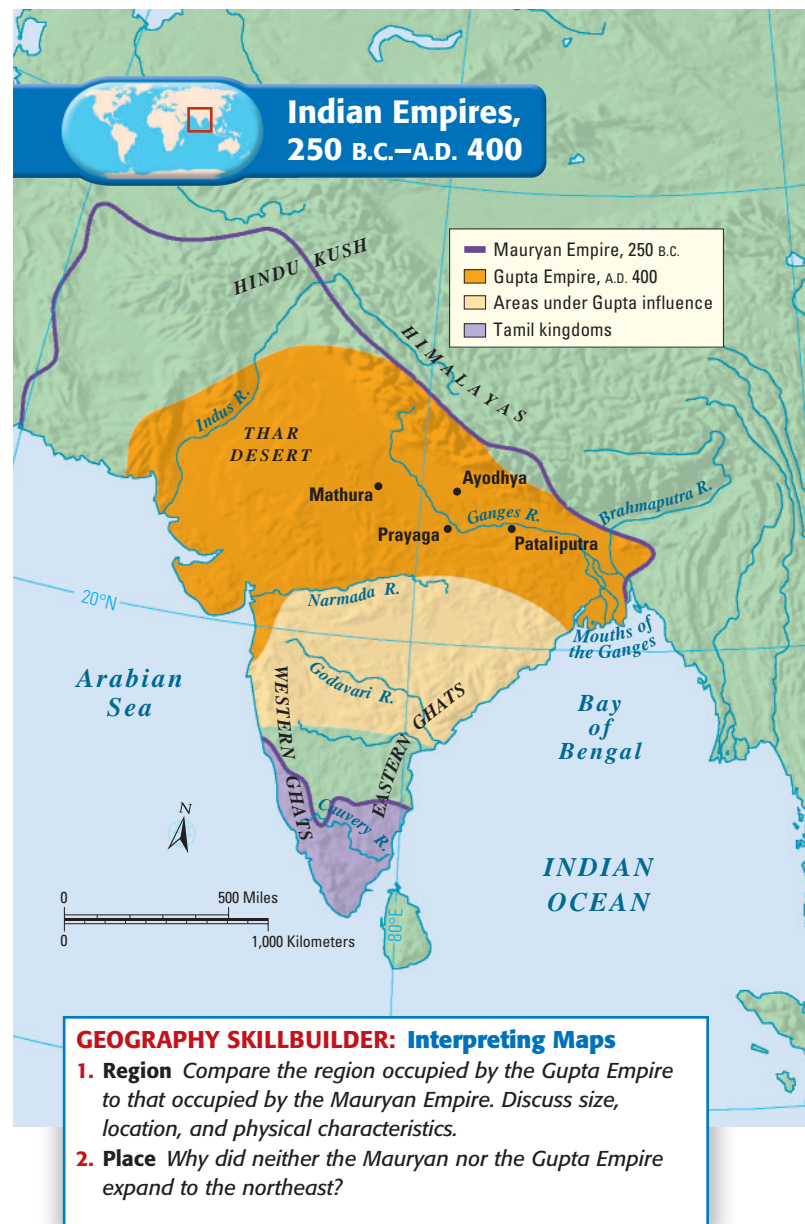 Indian Empires,
250 B.C.–A.D. 400
Mauryan Empire, 250 B.C.
Gupta Empire, A.D. 400
Areas under Gupta influence
Tamil kingdoms
HINDU KUSH
HIMALAYAS
Indus R.
THAR
DESERT
Mathura
Ayodhya
Ganges R.
Brahmaputra R.
Prayaga
Pataliputra
20°N
Narmada R.
Mouths of
the Ganges
Arabian
Sea
Godavari R.
WESTERN GHATS
EASTERN GHATS
Bay
of
Bengal
Cauvery R.
N
INDIAN
OCEAN
0 500 Miles
0 1,000 Kilometers
80°E
GEOGRAPHY SKILLBUILDER: Interpreting Maps
1. Region Compare the region occupied by the Gupta Empire
to that occupied by the Mauryan Empire. Discuss size,
location, and physical characteristics.
2. Place Why did neither the Mauryan nor the Gupta Empire
expand to the northeast?